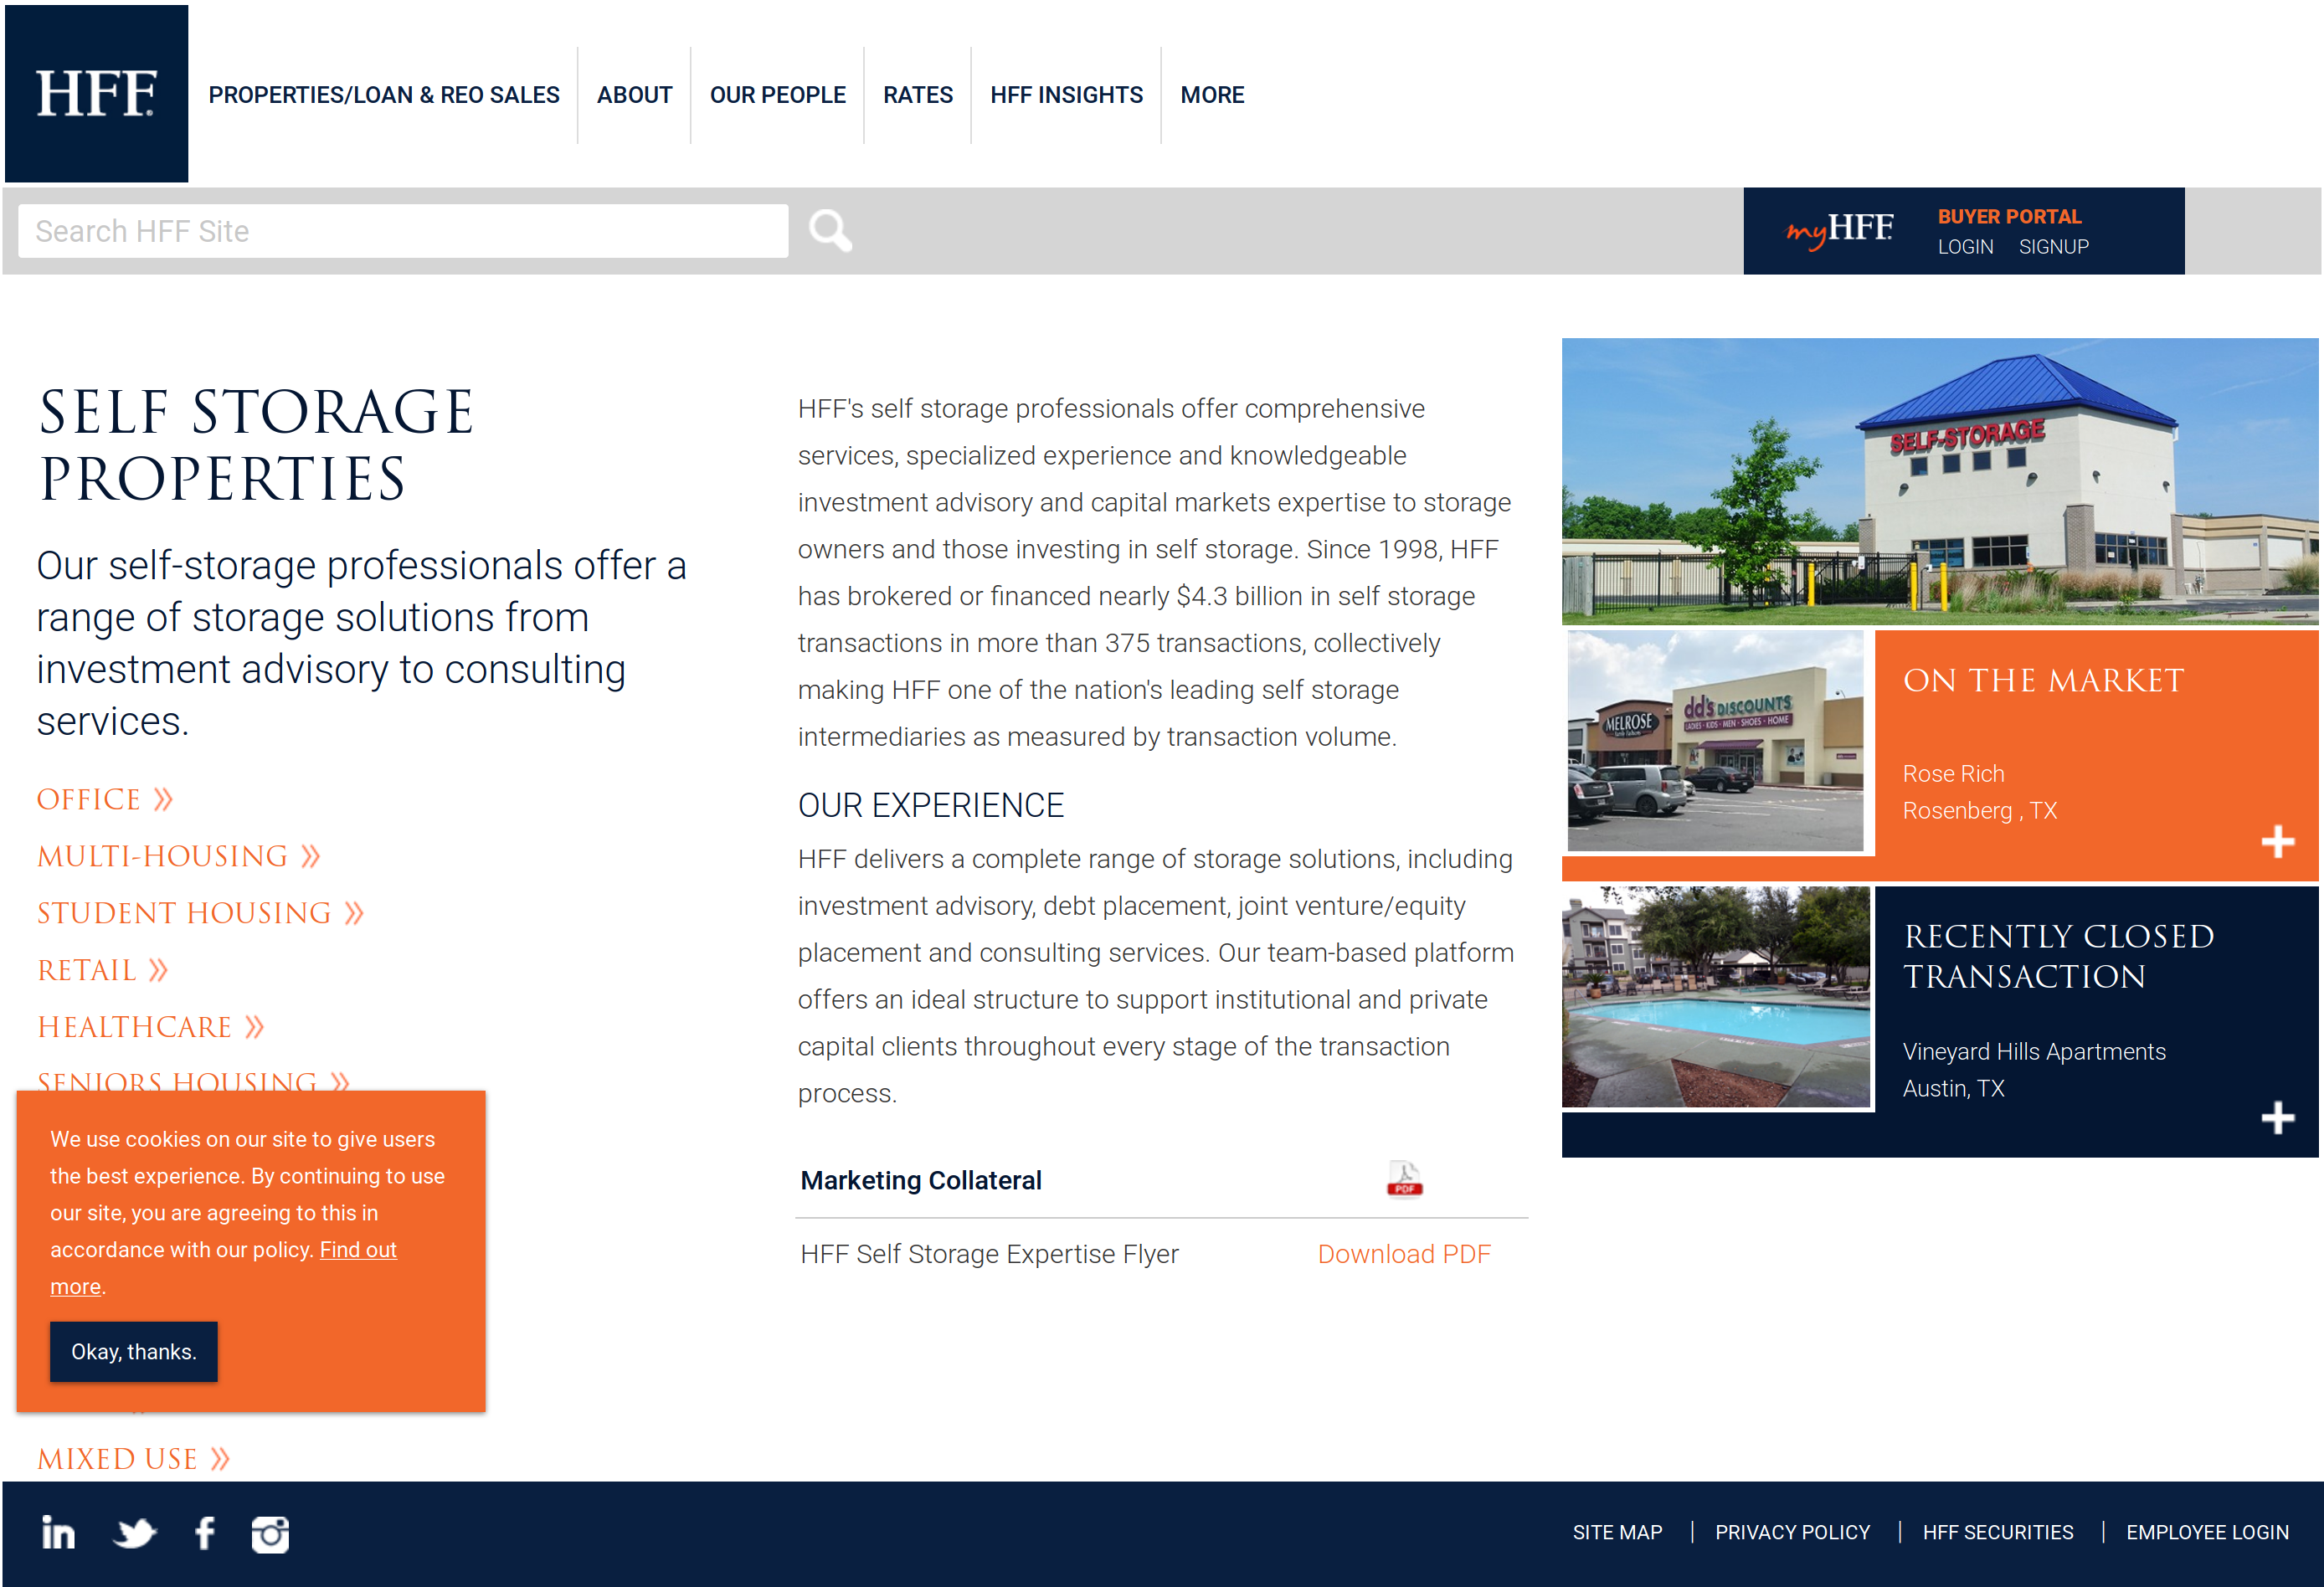 HFF
PROPERTIES/LOAN & REO SALES
ABOUT
OUR PEOPLE
RATES
HFF INSIGHTS
MORE
Search HFF Site
myHFF
BUYER PORTAL
LOGIN SIGNUP
SELF STORAGE
PROPERTIES
Our self-storage professionals offer a
range of storage solutions from
investment advisory to consulting
services.
OFFICE
MULTI-HOUSING
STUDENT HOUSING
RETAIL
HEALTHCARE
SENIORS HOUSING
We use cookies on our site to give users
the best experience. By continuing to use
our site, you are agreeing to this in
accordance with our policy. Find out
more.
Okay, thanks.
MIXED USE
HFF's self storage professionals offer comprehensive
services, specialized experience and knowledgeable
investment advisory and capital markets expertise to storage
owners and those investing in self storage. Since 1998, HFF
has brokered or financed nearly $4.3 billion in self storage
transactions in more than 375 transactions, collectively
making HFF one of the nation's leading self storage
intermediaries as measured by transaction volume.
OUR EXPERIENCE
HFF delivers a complete range of storage solutions, including
investment advisory, debt placement, joint venture/equity
placement and consulting services. Our team-based platform
offers an ideal structure to support institutional and private
capital clients throughout every stage of the transaction
process.
Marketing Collateral
PDF
HFF Self Storage Expertise Flyer
Download PDF
SELF-STORAGE
MELROSE
dd's DISCOUNTS
LADIES · KIDS · MEN · SHOES · HOME
ON THE MARKET
Rose Rich
Rosenberg , TX
RECENTLY CLOSED
TRANSACTION
Vineyard Hills Apartments
Austin, TX
SITE MAP
PRIVACY POLICY
HFF SECURITIES
EMPLOYEE LOGIN